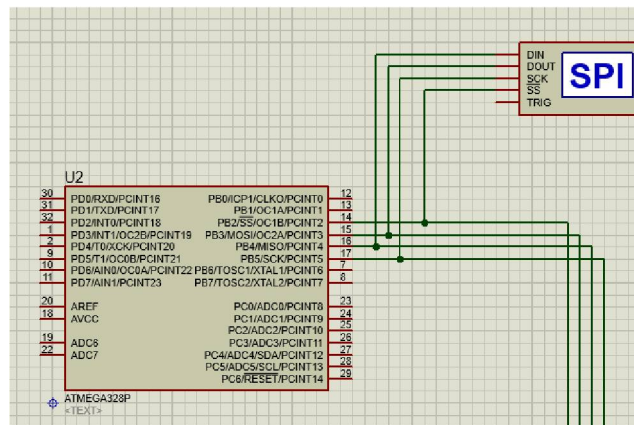 DIN
DOUT
SCK
SS
TRIG
SPI
U2
30 PD0/RXD/PCINT16 PB0/ICP1/CLKO/PCINT0 12
31 PD1/TXD/PCINT17 PB1/OC1A/PCINT1 13
32 PD2/INT0/PCINT18 PB2/SS/OC1B/PCINT2 14
1 PD3/INT1/OC2B/PCINT19 PB3/MOSI/OC2A/PCINT3 15
2 PD4/T0/XCK/PCINT20 PB4/MISO/PCINT4 16
9 PD5/T1/OC0B/PCINT21 PB5/SCK/PCINT5 17
10 PD6/AIN0/OC0A/PCINT22 PB6/TOSC1/XTAL1/PCINT6 7
11 PD7/AIN1/PCINT23 PB7/TOSC2/XTAL2/PCINT7 8
20 AREF PC0/ADC0/PCINT8 23
18 AVCC PC1/ADC1/PCINT9 24
PC2/ADC2/PCINT10 25
19 ADC6 PC3/ADC3/PCINT11 26
22 ADC7 PC4/ADC4/SDA/PCINT12 27
PC5/ADC5/SCL/PCINT13 28
PC6/RESET/PCINT14 29
ATMEGA328P
<TEXT>